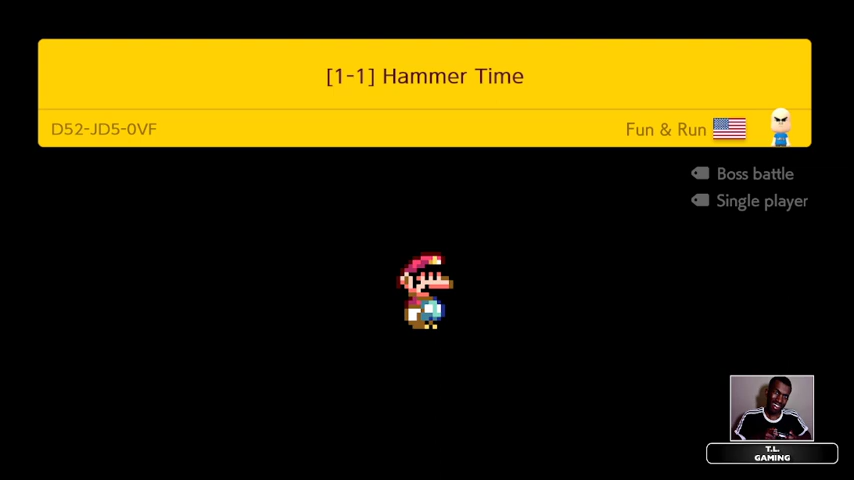 [1-1] Hammer Time
D52-JD5-0VF
Fun & Run
Boss battle
Single player
T.L.
GAMING